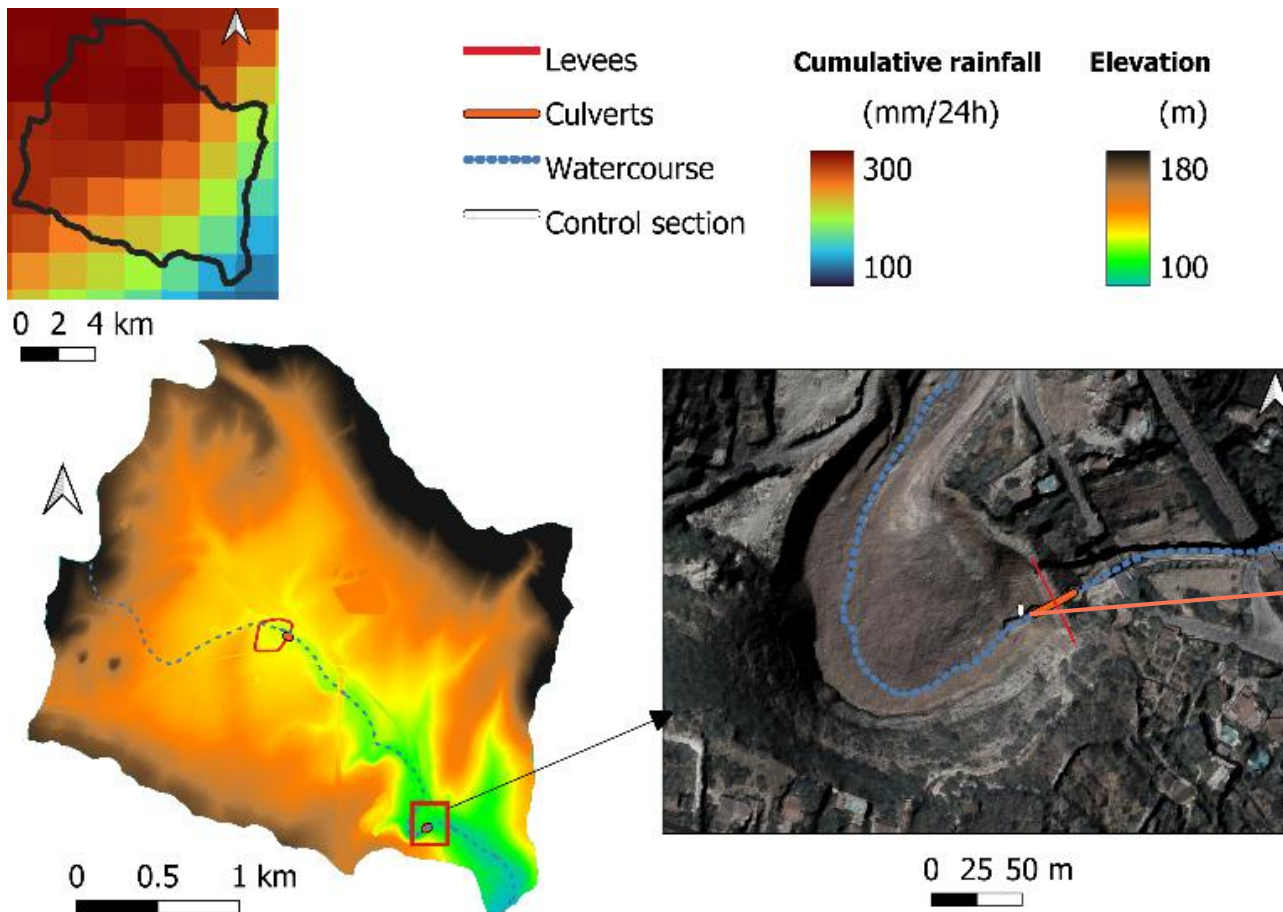 Levees
Culverts
Watercourse
Control section
Cumulative rainfall
(mm/24h)
300
100
Elevation
(m)
180
100
0 2 4 km
0 0.5 1 km
0 25 50 m